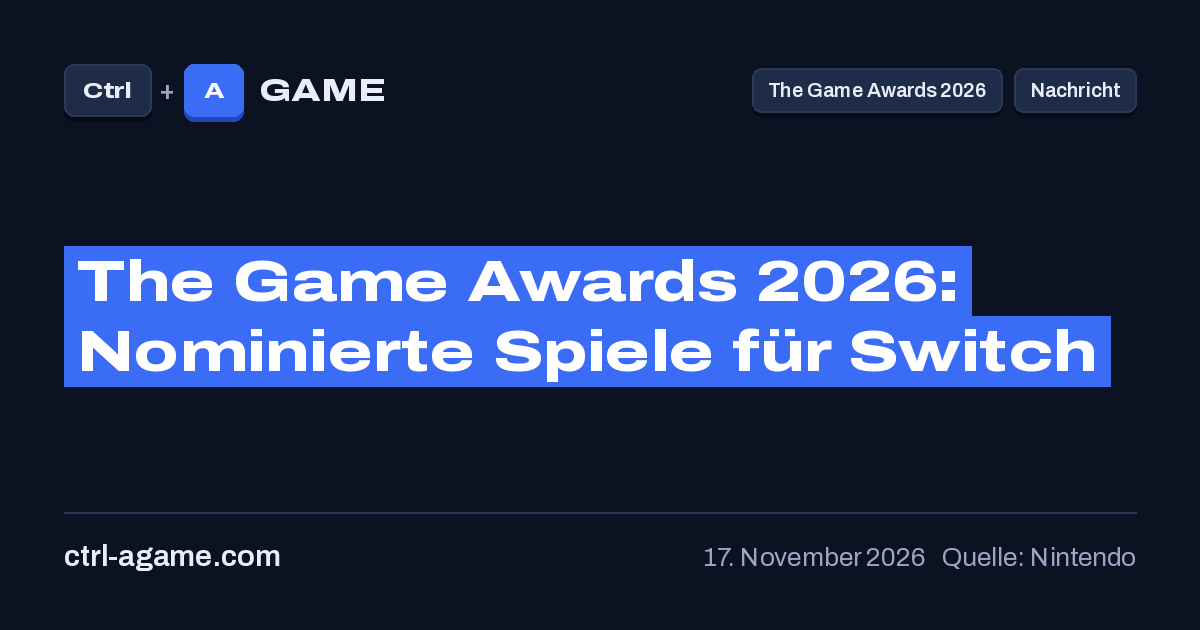 Ctrl + A GAME
The Game Awards 2026 Nachricht
The Game Awards 2026:
Nominierte Spiele für Switch
ctrl-agame.com
17. November 2026 Quelle: Nintendo